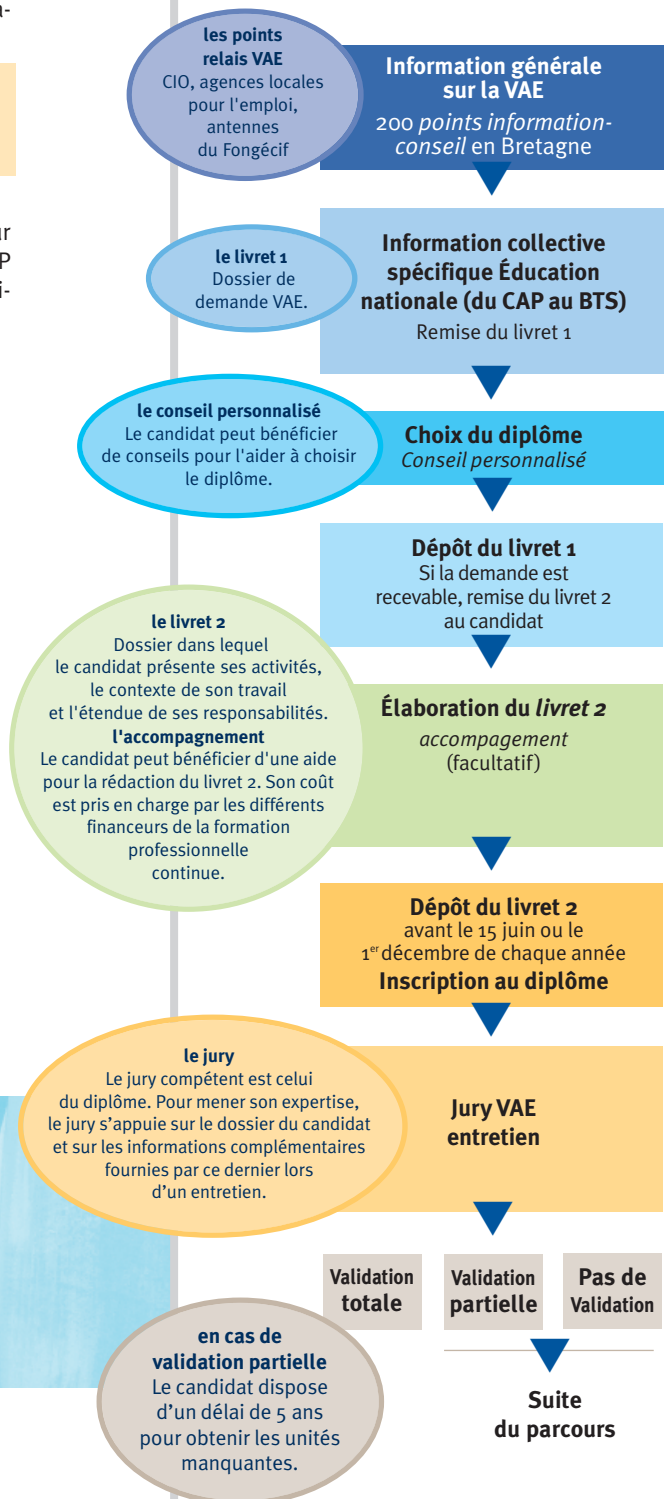 a-
ur
P
i-
les points
relais VAE
CIO, agences locales
pour l'emploi,
antennes
du Fongécif
Information générale
sur la VAE
200 points information-
conseil en Bretagne
le livret 1
Dossier de
demande VAE.
Information collective
spécifique Éducation
nationale (du CAP au BTS)
Remise du livret 1
le conseil personnalisé
Le candidat peut bénéficier
de conseils pour l'aider à choisir
le diplôme.
Choix du diplôme
Conseil personnalisé
Dépôt du livret 1
Si la demande est
recevable, remise du livret 2
au candidat
le livret 2
Dossier dans lequel
le candidat présente ses activités,
le contexte de son travail
et l'étendue de ses responsabilités.
l'accompagnement
Le candidat peut bénéficier d'une aide
pour la rédaction du livret 2. Son coût
est pris en charge par les différents
financeurs de la formation
professionnelle
continue.
Élaboration du livret 2
accompagement
(facultatif)
Dépôt du livret 2
avant le 15 juin ou le
1er décembre de chaque année
Inscription au diplôme
le jury
Le jury compétent est celui
du diplôme. Pour mener son expertise,
le jury s’appuie sur le dossier du candidat
et sur les informations complémentaires
fournies par ce dernier lors
d’un entretien.
Jury VAE
entretien
Validation
totale
Validation
partielle
Pas de
Validation
en cas de
validation partielle
Le candidat dispose
d’un délai de 5 ans
pour obtenir les unités
manquantes.
Suite
du parcours